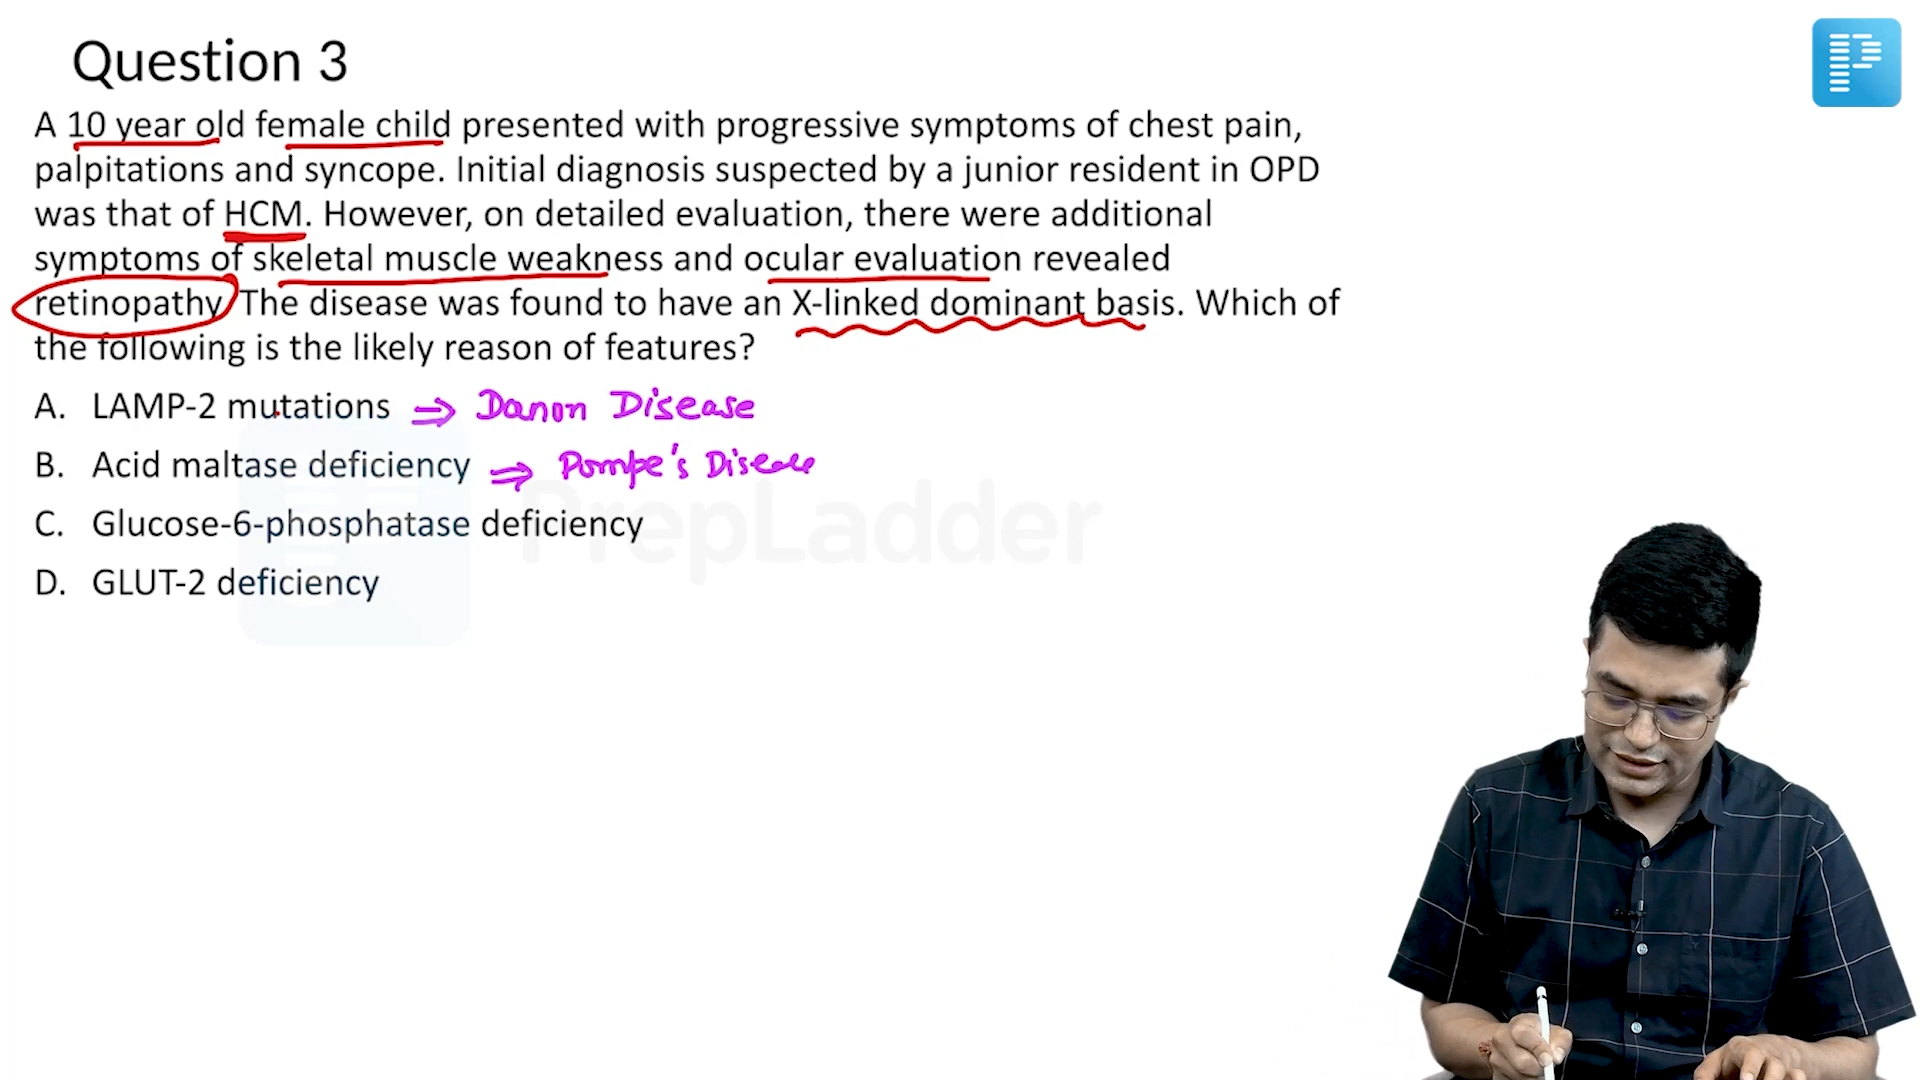 Question 3
A 10 year old female child presented with progressive symptoms of chest pain,
palpitations and syncope. Initial diagnosis suspected by a junior resident in OPD
was that of HCM. However, on detailed evaluation, there were additional
symptoms of skeletal muscle weakness and ocular evaluation revealed
retinopathy. The disease was found to have an X-linked dominant basis. Which of
the following is the likely reason of features?
A. LAMP-2 mutations ⇒ Danon Disease
B. Acid maltase deficiency ⇒ Pompe's Disease
C. Glucose-6-phosphatase deficiency
D. GLUT-2 deficiency
PrepLadder